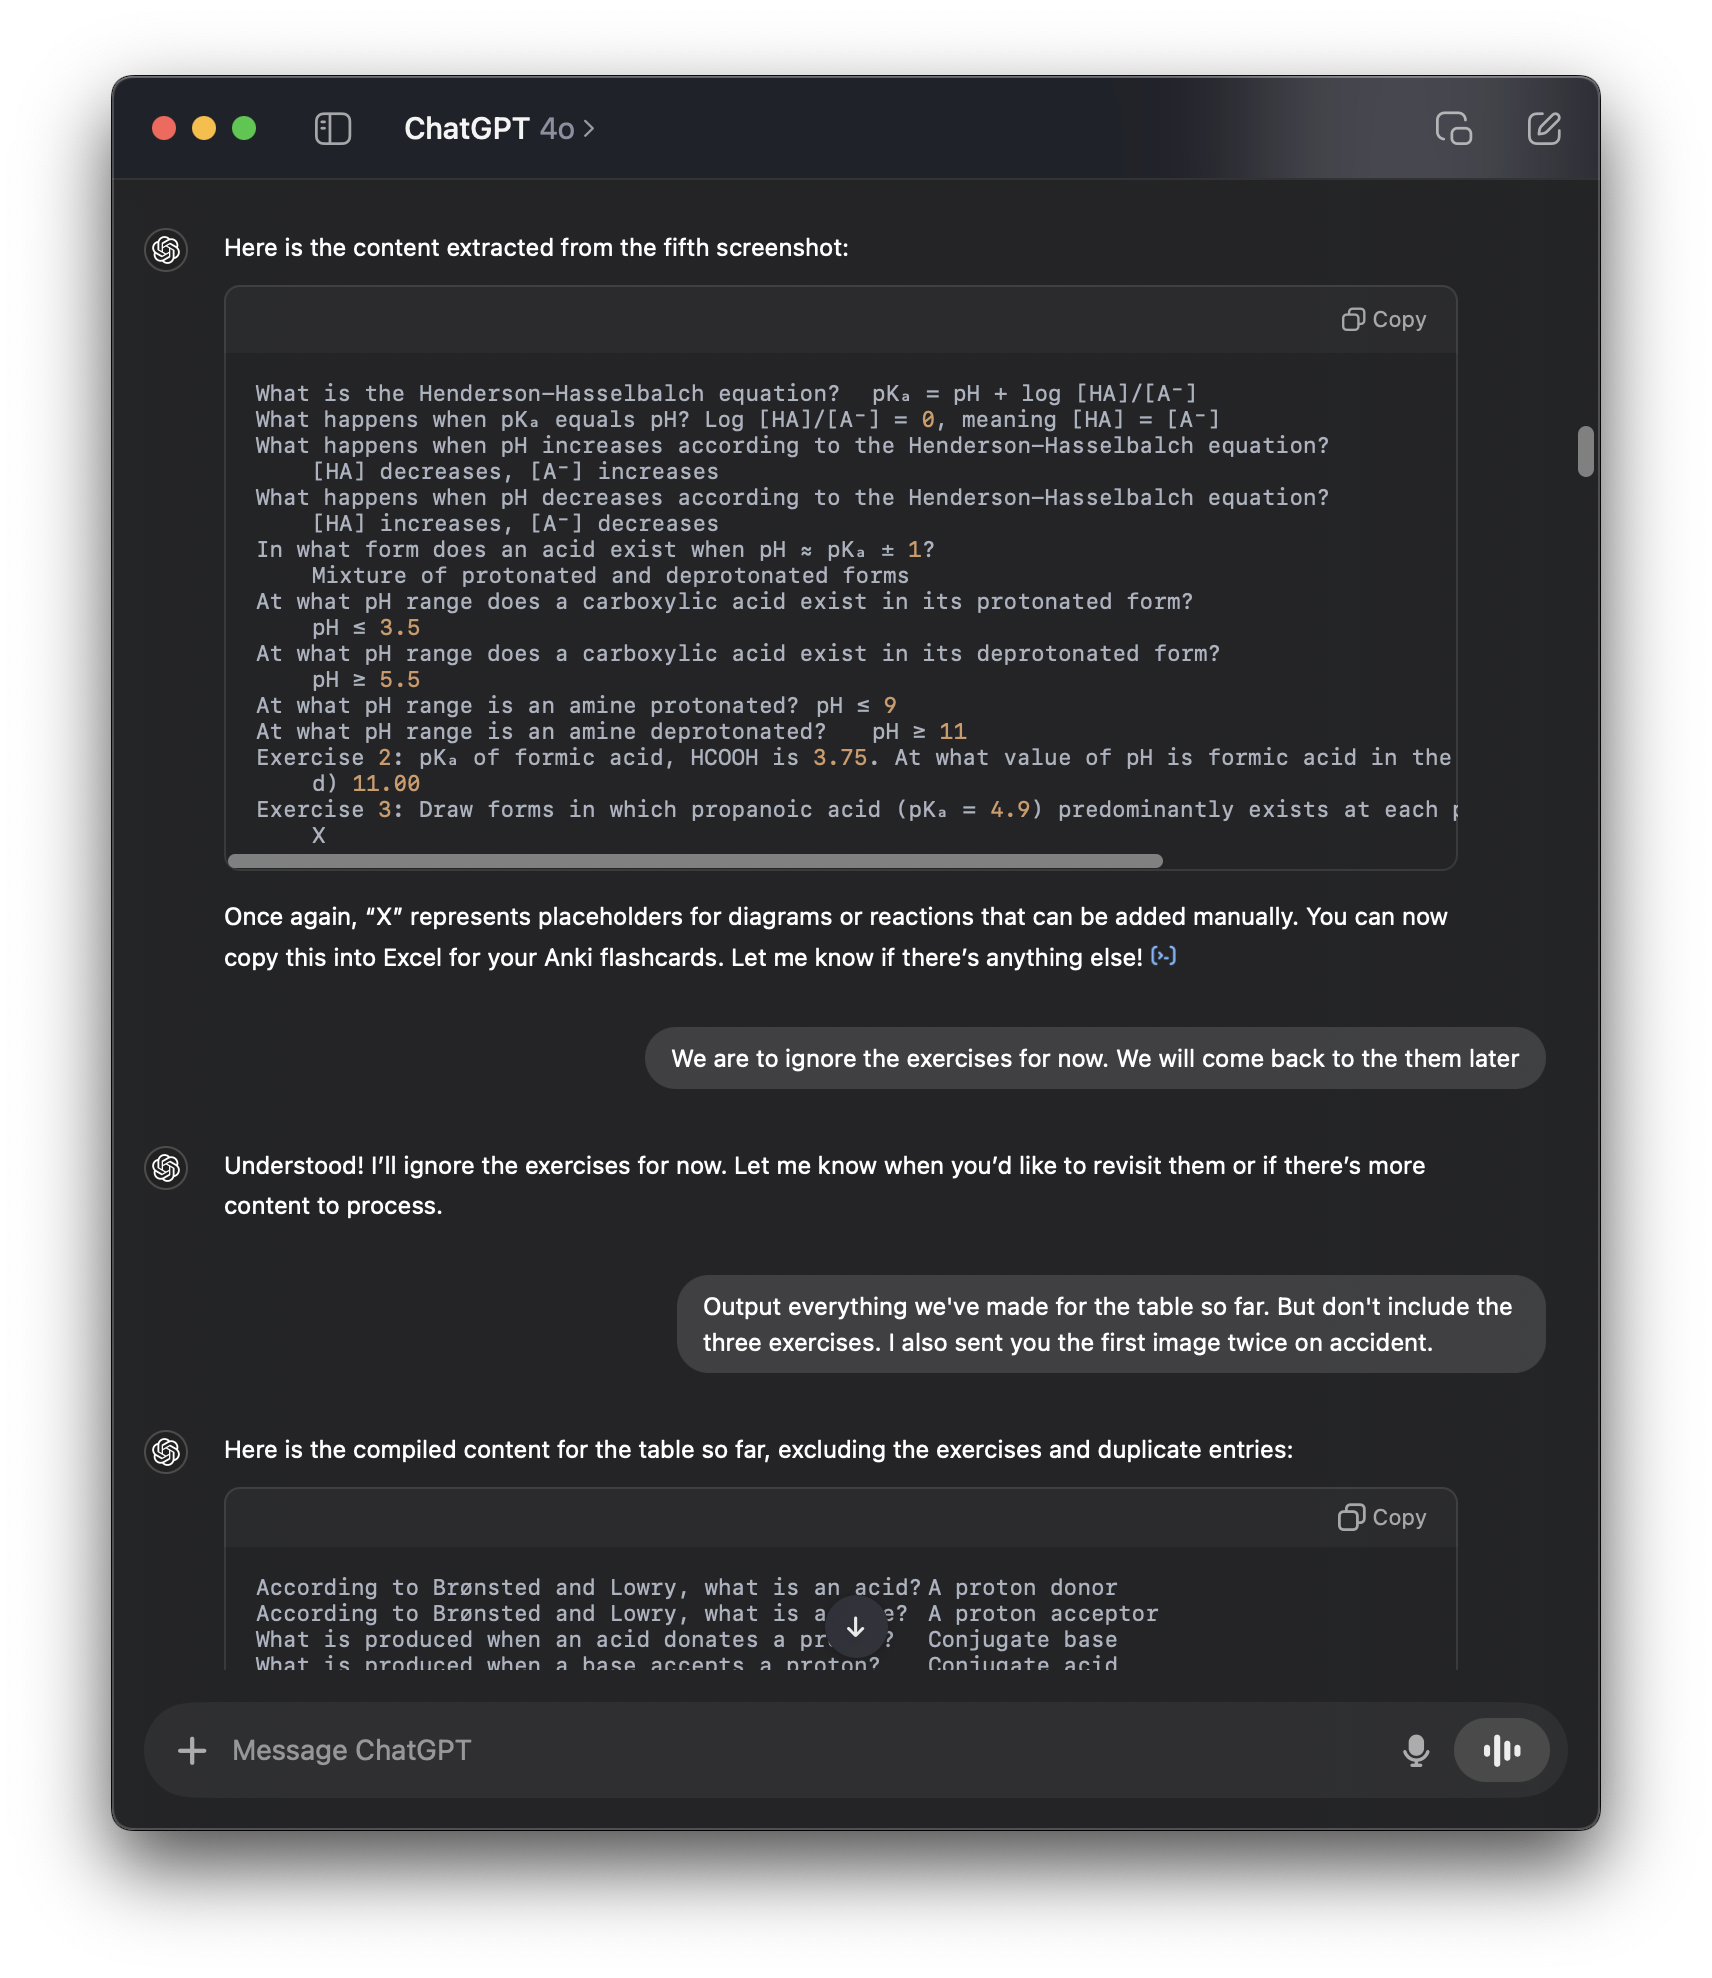 ChatGPT 4o >
Here is the content extracted from the fifth screenshot:
Copy
What is the Henderson–Hasselbalch equation? pKₐ = pH + log [HA]/[A⁻]
What happens when pKₐ equals pH? Log [HA]/[A⁻] = 0, meaning [HA] = [A⁻]
What happens when pH increases according to the Henderson–Hasselbalch equation?
[HA] decreases, [A⁻] increases
What happens when pH decreases according to the Henderson–Hasselbalch equation?
[HA] increases, [A⁻] decreases
In what form does an acid exist when pH ≈ pKₐ ± 1?
Mixture of protonated and deprotonated forms
At what pH range does a carboxylic acid exist in its protonated form?
pH ≤ 3.5
At what pH range does a carboxylic acid exist in its deprotonated form?
pH ≥ 5.5
At what pH range is an amine protonated? pH ≤ 9
At what pH range is an amine deprotonated? pH ≥ 11
Exercise 2: pKₐ of formic acid, HCOOH is 3.75. At what value of pH is formic acid in the
d) 11.00
Exercise 3: Draw forms in which propanoic acid (pKₐ = 4.9) predominantly exists at each
X
Once again, “X” represents placeholders for diagrams or reactions that can be added manually. You can now
copy this into Excel for your Anki flashcards. Let me know if there’s anything else!
We are to ignore the exercises for now. We will come back to the them later
Understood! I’ll ignore the exercises for now. Let me know when you’d like to revisit them or if there’s more
content to process.
Output everything we've made for the table so far. But don't include the
three exercises. I also sent you the first image twice on accident.
Here is the compiled content for the table so far, excluding the exercises and duplicate entries:
Copy
According to Brønsted and Lowry, what is an acid? A proton donor
According to Brønsted and Lowry, what is a A proton acceptor
What is produced when an acid donates a Conjugate base
What is produced when a base accepts a proton? Conjugate acid
Message ChatGPT